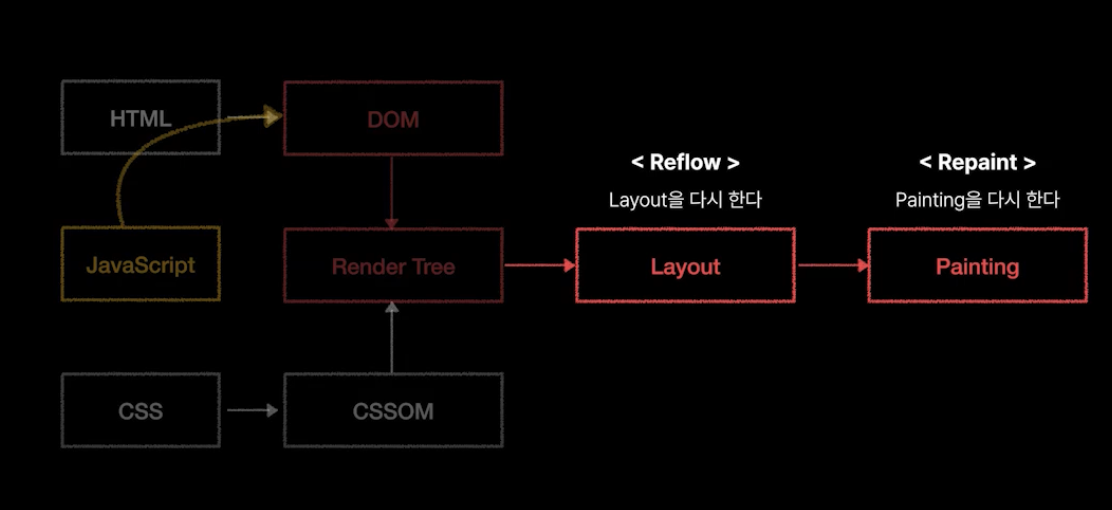 HTML
DOM
< Reflow >
< Repaint >
Layout을 다시 한다
Painting을 다시 한다
JavaScript
Render Tree
Layout
Painting
CSS
CSSOM